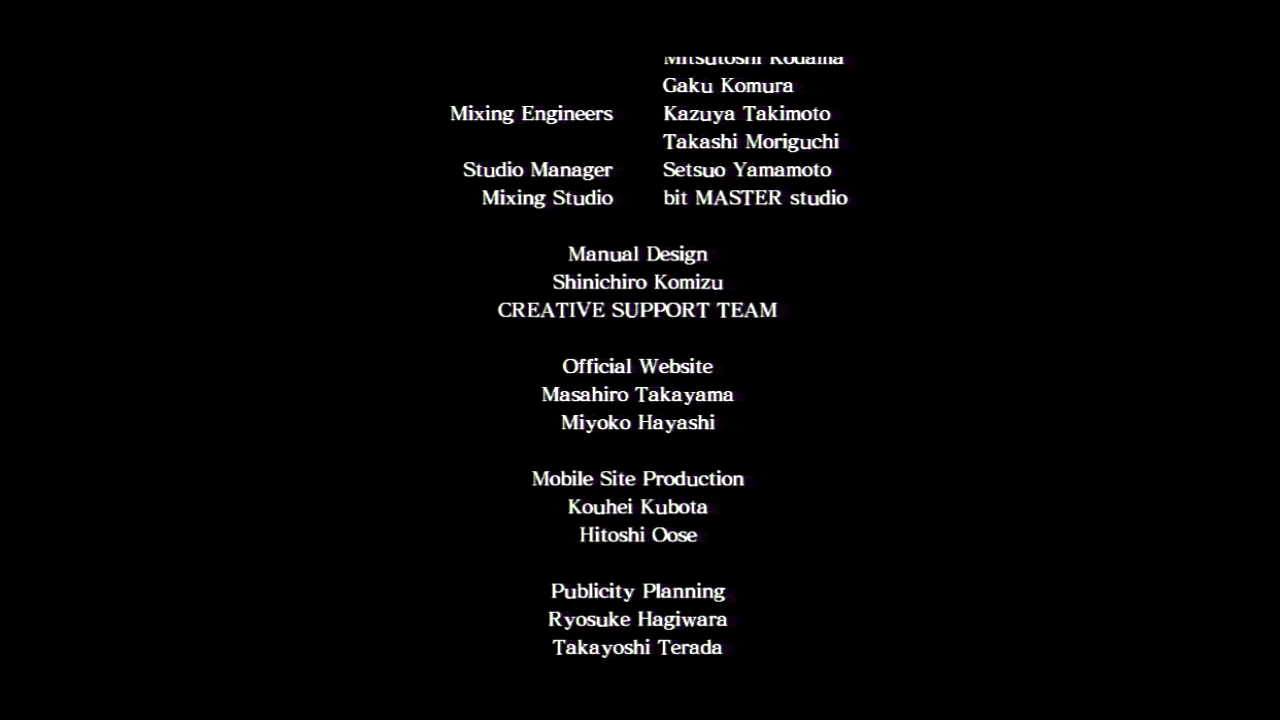 Mitsutoshi Kodama
Gaku Komura
Mixing Engineers Kazuya Takimoto
Takashi Moriguchi
Studio Manager Setsuo Yamamoto
Mixing Studio bit MASTER studio
Manual Design
Shinichiro Komizu
CREATIVE SUPPORT TEAM
Official Website
Masahiro Takayama
Miyoko Hayashi
Mobile Site Production
Kouhei Kubota
Hitoshi Oose
Publicity Planning
Ryosuke Hagiwara
Takayoshi Terada